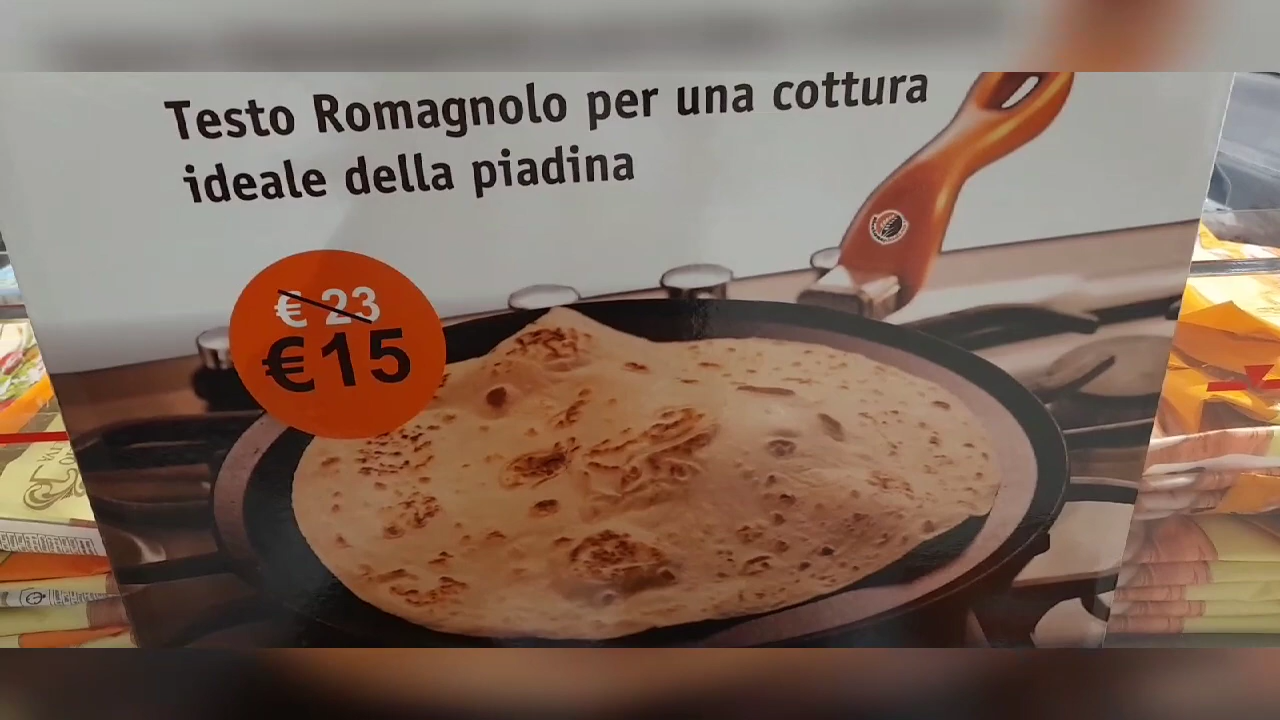 Testo Romagnolo per una cottura
ideale della piadina
€ 23
€15